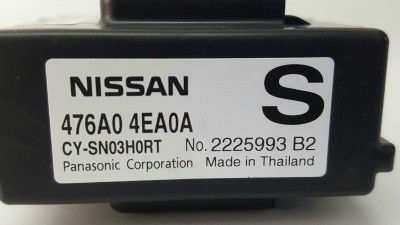 NISSAN
S
476A0 4EA0A
CY-SN03H0RT No. 2225993 B2
Panasonic Corporation Made in Thailand